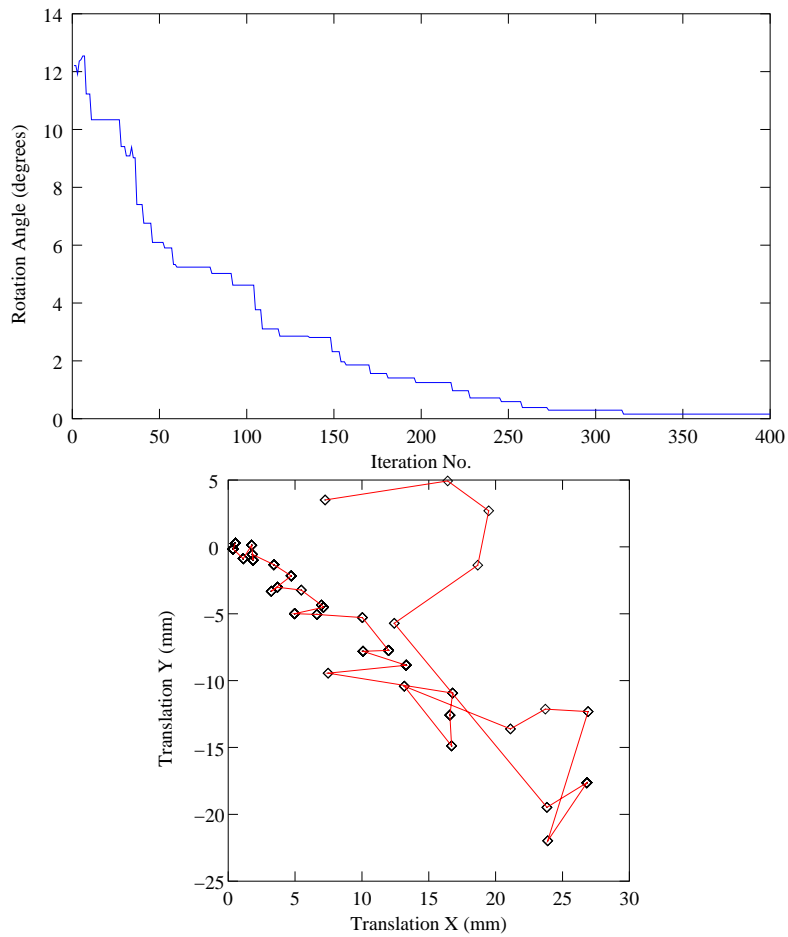 14
12
10
8
6
4
2
0
Rotation Angle (degrees)
0 50 100 150 200 250 300 350 400
Iteration No.
5
0
−5
−10
−15
−20
−25
Translation Y (mm)
0 5 10 15 20 25 30
Translation X (mm)